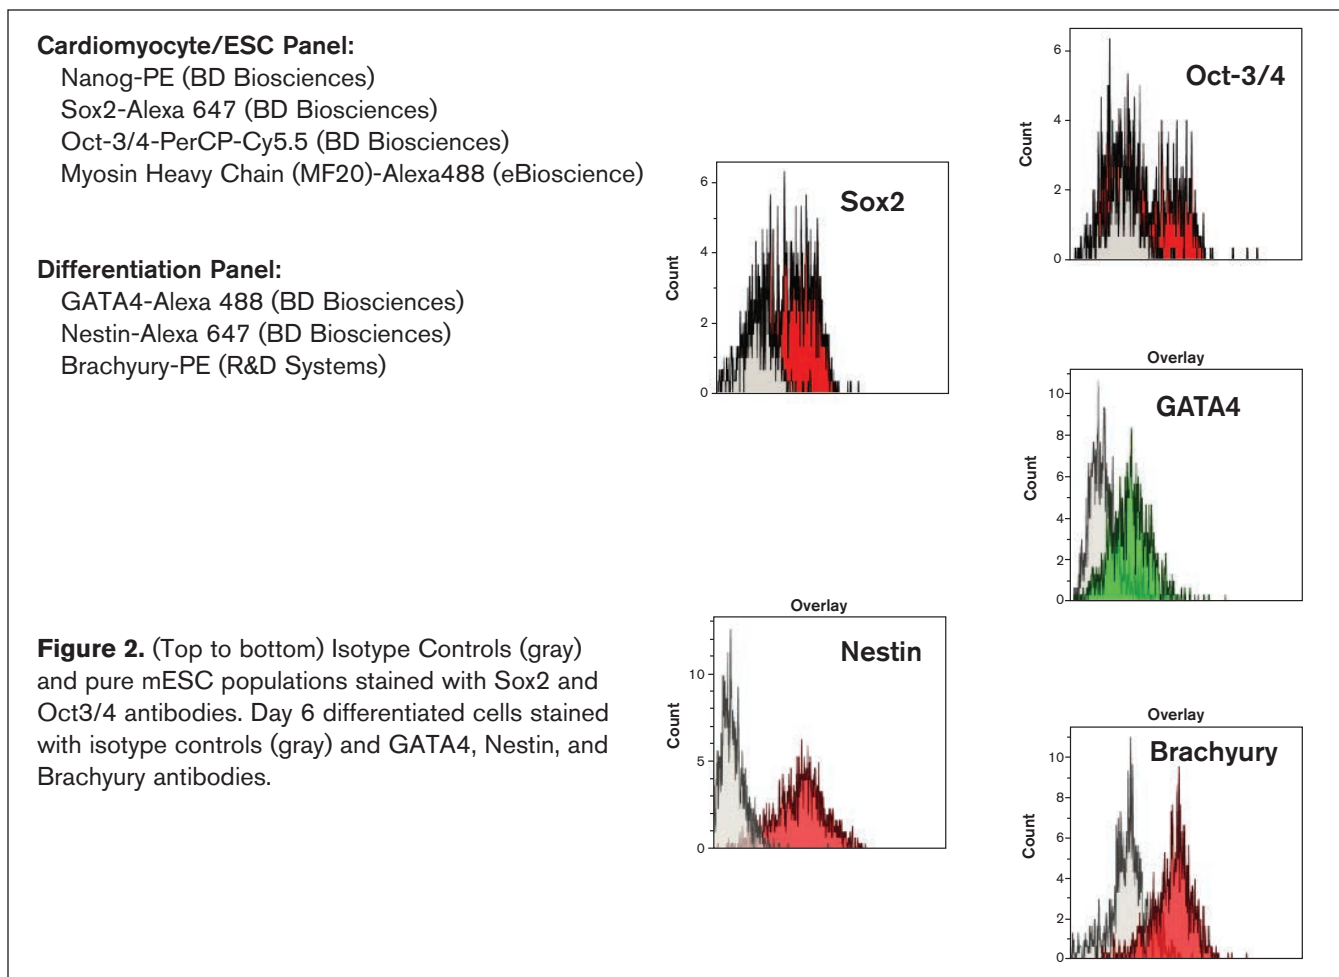 Cardiomyocyte/ESC Panel:
Nanog-PE (BD Biosciences)
Sox2-Alexa 647 (BD Biosciences)
Oct-3/4-PerCP-Cy5.5 (BD Biosciences)
Myosin Heavy Chain (MF20)-Alexa488 (eBioscience)
Differentiation Panel:
GATA4-Alexa 488 (BD Biosciences)
Nestin-Alexa 647 (BD Biosciences)
Brachyury-PE (R&D Systems)
Figure 2. (Top to bottom) Isotype Controls (gray)
and pure mESC populations stained with Sox2 and
Oct3/4 antibodies. Day 6 differentiated cells stained
with isotype controls (gray) and GATA4, Nestin, and
Brachyury antibodies.
Sox2
Count
6
4
2
0
Oct-3/4
Count
6
4
2
0
Overlay
GATA4
Count
10
8
6
4
2
0
Overlay
Nestin
Count
10
5
0
Overlay
Brachyury
Count
10
8
6
4
2
0